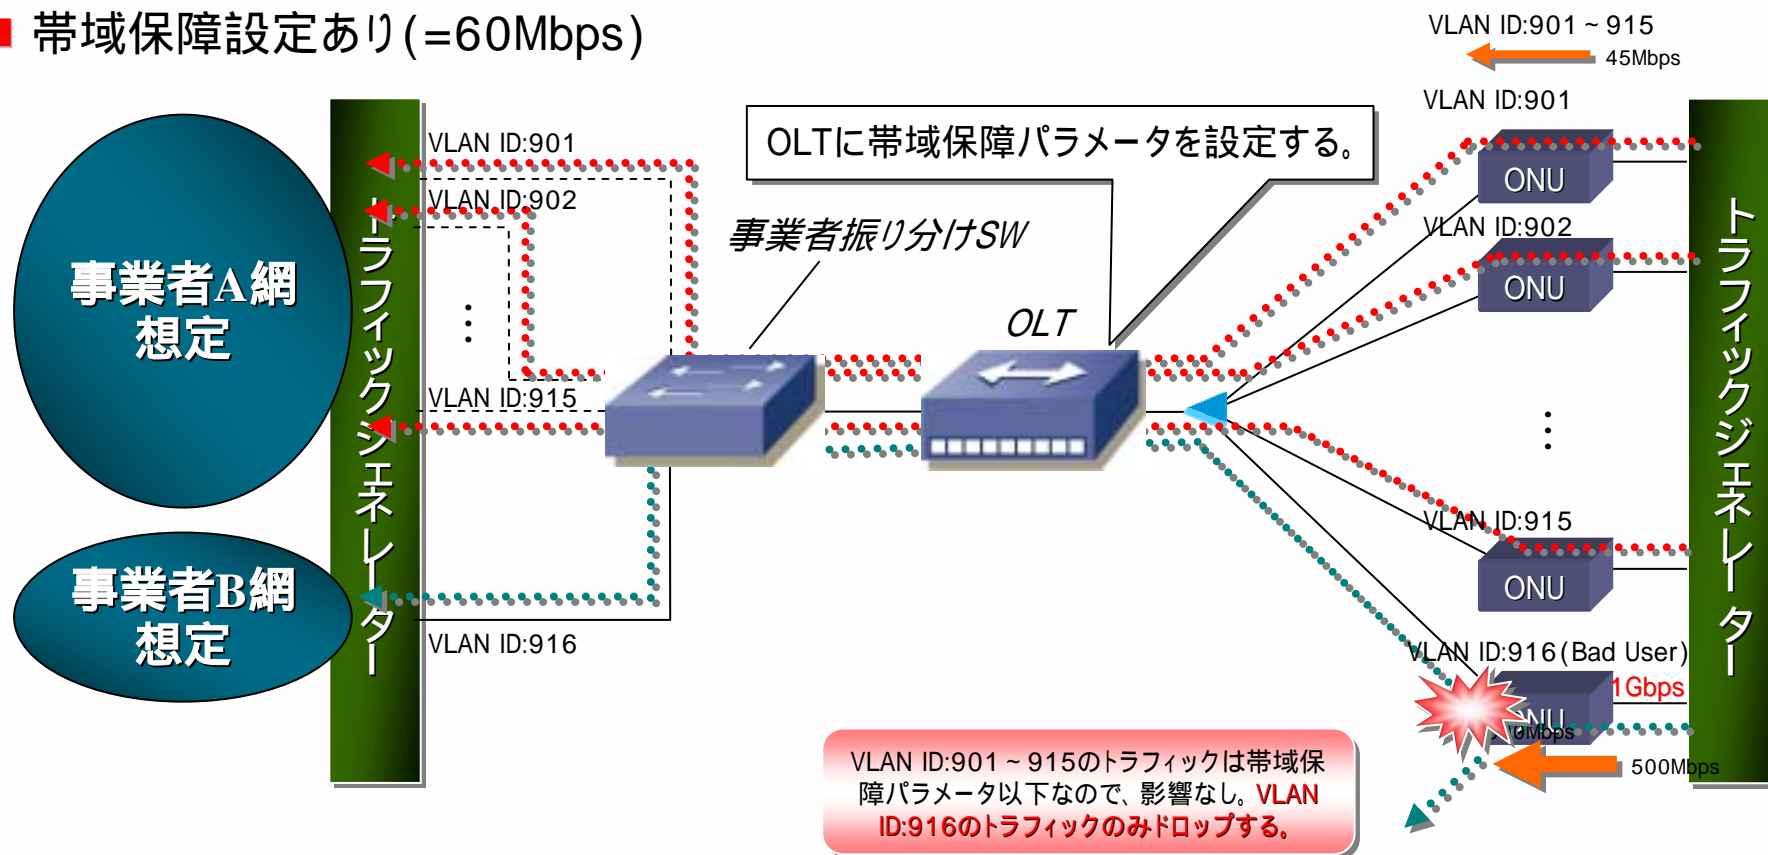 帯域保障設定あり(=60Mbps)
VLAN ID:901~915
45Mbps
VLAN ID:901
VLAN ID:901
OLTに帯域保障パラメータを設定する。
ONU
VLAN ID:902
VLAN ID:902
事業者振り分けSW
ONU
事業者A網
想定
トラフィックジェネレーター
トラフィックジェネレーター
OLT
VLAN ID:915
VLAN ID:915
ONU
事業者B網
想定
VLAN ID:916
VLAN ID:916(Bad User)
1Gbps
ONU
500Mbps
VLAN ID:901~915のトラフィックは帯域保
障パラメータ以下なので、影響なし。VLAN
ID:916のトラフィックのみドロップする。